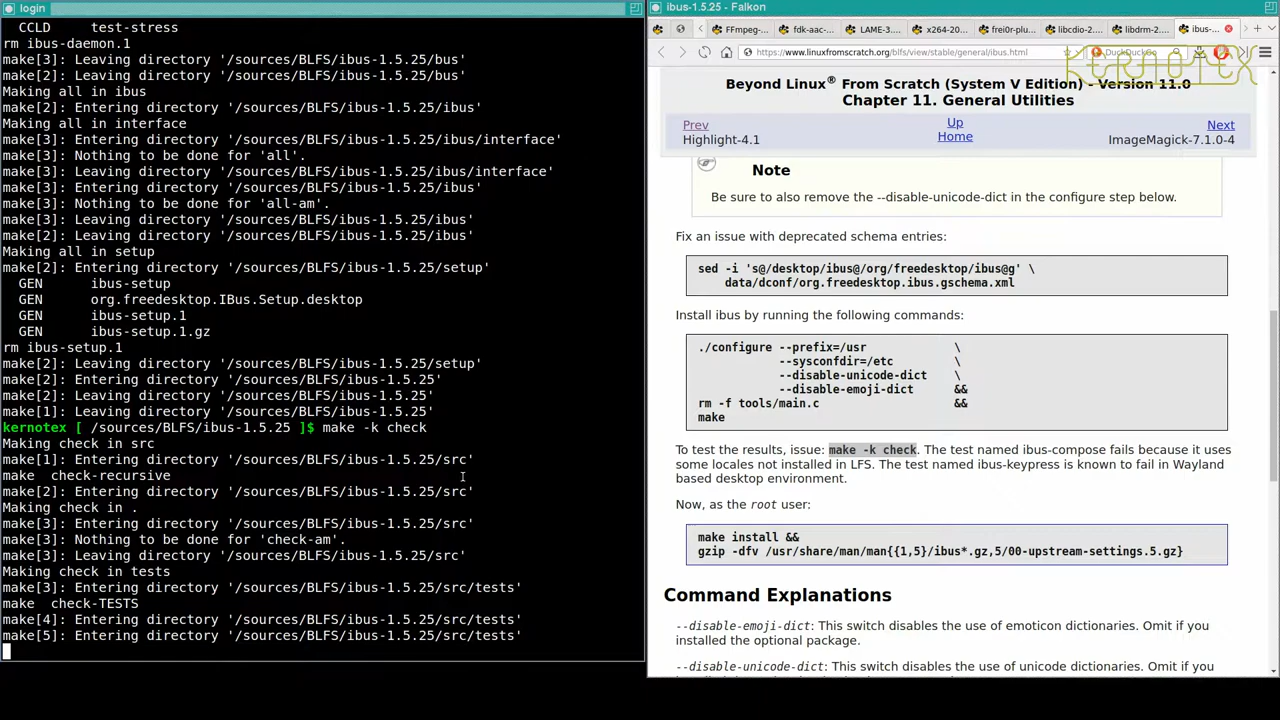 login
CCLD     test-stress
rm ibus-daemon.1
make[3]: Leaving directory '/sources/BLFS/ibus-1.5.25/bus'
make[2]: Leaving directory '/sources/BLFS/ibus-1.5.25/bus'
Making all in ibus
make[2]: Entering directory '/sources/BLFS/ibus-1.5.25/ibus'
Making all in interface
make[3]: Entering directory '/sources/BLFS/ibus-1.5.25/ibus/interface'
make[3]: Nothing to be done for 'all'.
make[3]: Leaving directory '/sources/BLFS/ibus-1.5.25/ibus/interface'
make[3]: Entering directory '/sources/BLFS/ibus-1.5.25/ibus'
make[3]: Nothing to be done for 'all-am'.
make[3]: Leaving directory '/sources/BLFS/ibus-1.5.25/ibus'
make[2]: Leaving directory '/sources/BLFS/ibus-1.5.25/ibus'
Making all in setup
make[2]: Entering directory '/sources/BLFS/ibus-1.5.25/setup'
GEN      ibus-setup
GEN      org.freedesktop.IBus.Setup.desktop
GEN      ibus-setup.1
GEN      ibus-setup.1.gz
rm ibus-setup.1
make[2]: Leaving directory '/sources/BLFS/ibus-1.5.25/setup'
make[2]: Entering directory '/sources/BLFS/ibus-1.5.25'
make[2]: Leaving directory '/sources/BLFS/ibus-1.5.25'
make[1]: Leaving directory '/sources/BLFS/ibus-1.5.25'
kernotex [ /sources/BLFS/ibus-1.5.25 ]$ make -k check
Making check in src
make[1]: Entering directory '/sources/BLFS/ibus-1.5.25/src'
make  check-recursive
make[2]: Entering directory '/sources/BLFS/ibus-1.5.25/src'
Making check in .
make[3]: Entering directory '/sources/BLFS/ibus-1.5.25/src'
make[3]: Nothing to be done for 'check-am'.
make[3]: Leaving directory '/sources/BLFS/ibus-1.5.25/src'
Making check in tests
make[3]: Entering directory '/sources/BLFS/ibus-1.5.25/src/tests'
make  check-TESTS
make[4]: Entering directory '/sources/BLFS/ibus-1.5.25/src/tests'
make[5]: Entering directory '/sources/BLFS/ibus-1.5.25/src/tests'
ibus-1.5.25 - Falkon
FFmpeg-... fdk-aac-... LAME-3.... x264-20... frei0r-plu... libcdio-2... libdrm-2... ibus-...
https://www.linuxfromscratch.org/blfs/view/stable/general/ibus.html DuckDuckGo
KERNOTEX
Beyond Linux® From Scratch (System V Edition) - Version 11.0
Chapter 11. General Utilities
Prev Up Next
Highlight-4.1 Home ImageMagick-7.1.0-4
Note
Be sure to also remove the --disable-unicode-dict in the configure step below.
Fix an issue with deprecated schema entries:
sed -i 's@/desktop/ibus@/org/freedesktop/ibus@g' \
data/dconf/org.freedesktop.ibus.gschema.xml
Install ibus by running the following commands:
./configure --prefix=/usr \
--sysconfdir=/etc \
--disable-unicode-dict \
--disable-emoji-dict &&
rm -f tools/main.c &&
make
To test the results, issue: make -k check. The test named ibus-compose fails because it uses
some locales not installed in LFS. The test named ibus-keypress is known to fail in Wayland
based desktop environment.
Now, as the root user:
make install &&
gzip -dfv /usr/share/man/man{{1,5}/ibus*.gz,5/00-upstream-settings.5.gz}
Command Explanations
--disable-emoji-dict: This switch disables the use of emoticon dictionaries. Omit if you
installed the optional package.
--disable-unicode-dict: This switch disables the use of unicode dictionaries. Omit if you